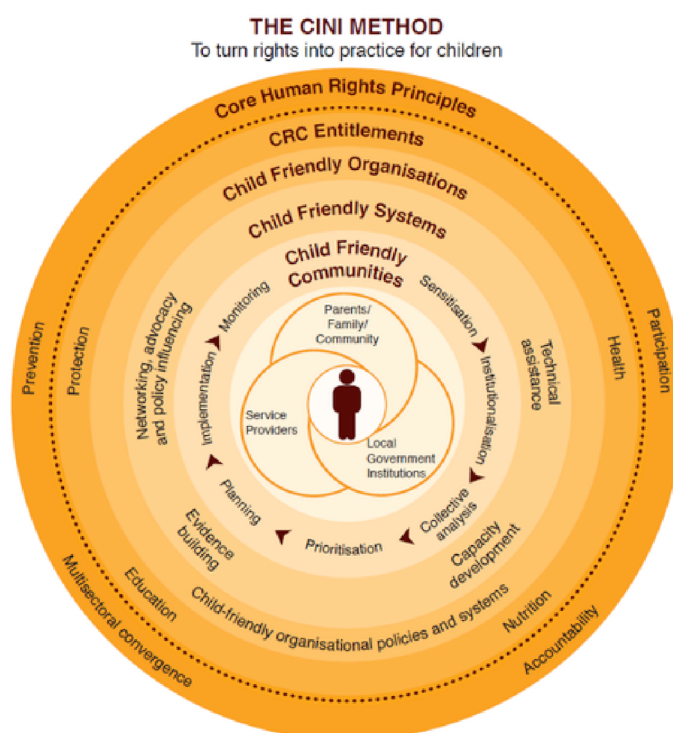 THE CINI METHOD
To turn rights into practice for children
Core Human Rights Principles
CRC Entitlements
Child Friendly Organisations
Child Friendly Systems
Child Friendly
Communities
Monitoring
Sensitisation
Institutionalisation
Collective
analysis
Prioritisation
Planning
Implementation
Parents/
Family/
Community
Service
Providers
Local
Government
Institutions
Networking, advocacy
and policy influencing
Technical
assistance
Capacity
development
Evidence
building
Child-friendly organisational policies and systems
Protection
Health
Nutrition
Education
Prevention
Participation
Accountability
Multisectoral convergence